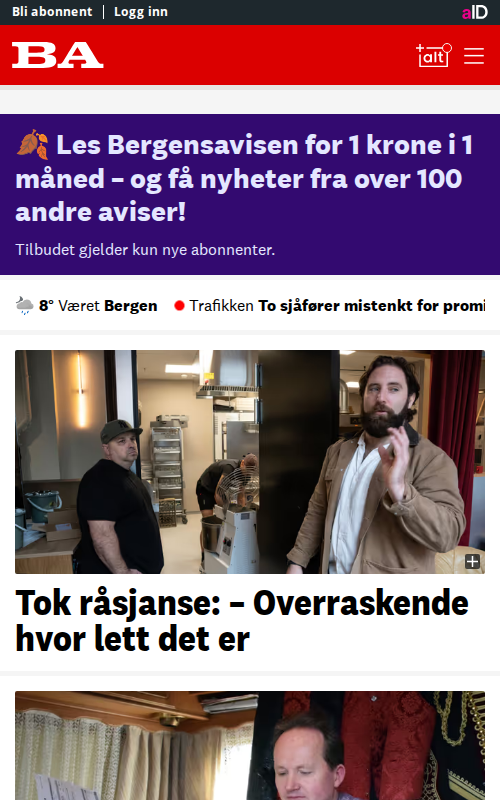 Bli abonnent | Logg inn
aID
BA
+alt
🍂 Les Bergensavisen for 1 krone i 1
måned – og få nyheter fra over 100
andre aviser!
Tilbudet gjelder kun nye abonnenter.
8° Været Bergen Trafikken To sjåfører mistenkt for promi
Tok råsjanse: – Overraskende
hvor lett det er